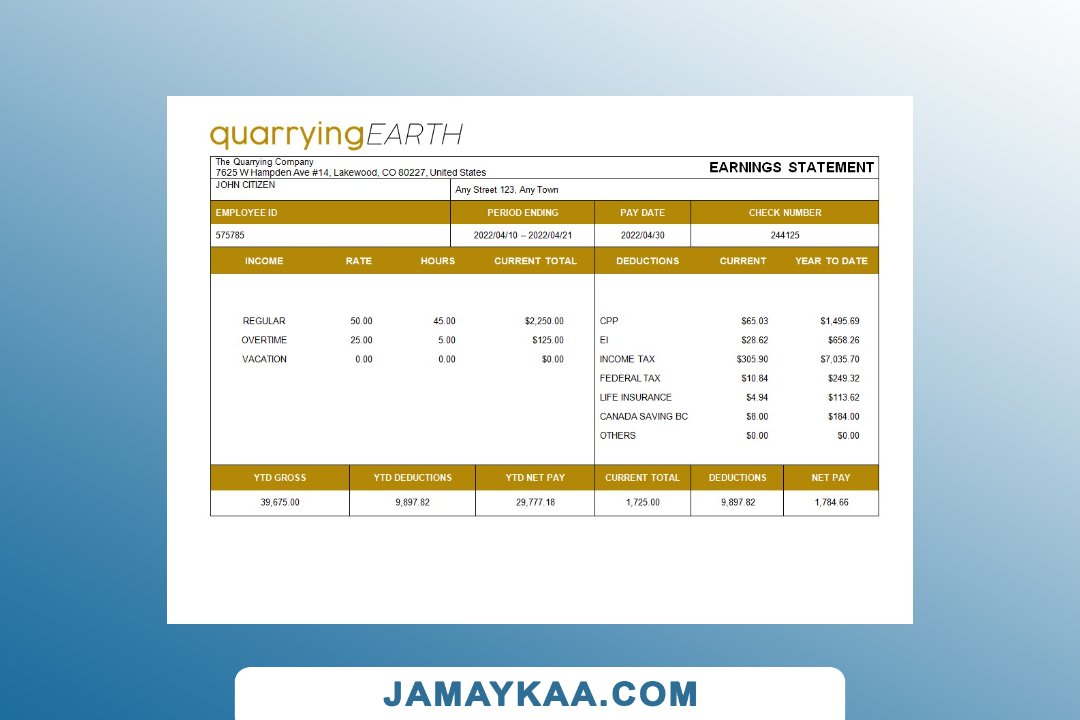 quarryingEARTH
The Quarrying Company
7625 W Hampden Ave #14, Lakewood, CO 80227, United States
EARNINGS STATEMENT
JOHN CITIZEN
Any Street 123, Any Town
EMPLOYEE ID PERIOD ENDING PAY DATE CHECK NUMBER
575785 2022/04/10 – 2022/04/21 2022/04/30 244125
INCOME RATE HOURS CURRENT TOTAL DEDUCTIONS CURRENT YEAR TO DATE
REGULAR 50.00 45.00 $2,250.00 CPP $65.03 $1,495.69
OVERTIME 25.00 5.00 $125.00 EI $28.62 $658.26
VACATION 0.00 0.00 $0.00 INCOME TAX $305.90 $7,035.70
FEDERAL TAX $10.84 $249.32
LIFE INSURANCE $4.94 $113.62
CANADA SAVING BC $8.00 $184.00
OTHERS $0.00 $0.00
YTD GROSS YTD DEDUCTIONS YTD NET PAY CURRENT TOTAL DEDUCTIONS NET PAY
39,675.00 9,897.82 29,777.18 1,725.00 9,897.82 1,784.66
JAMAYKAA.COM